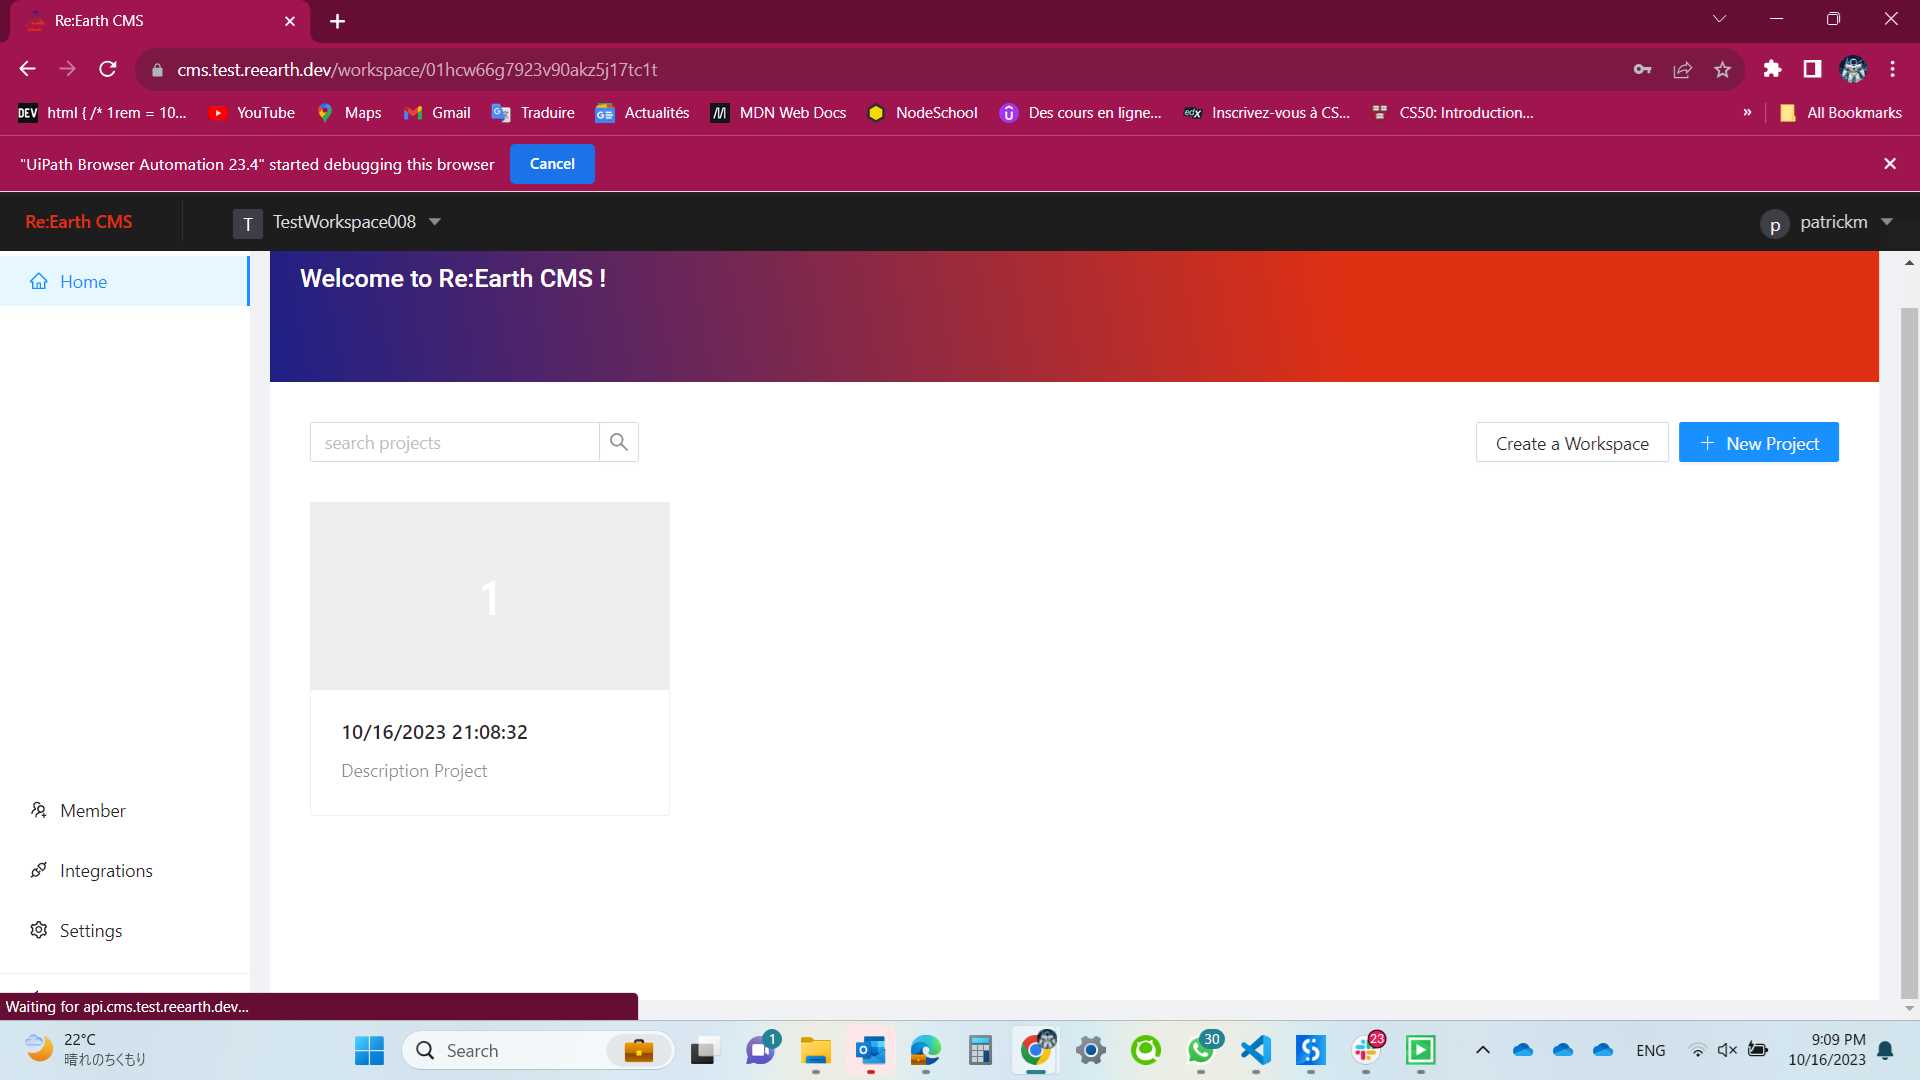 Re:Earth CMS
cms.test.reearth.dev/workspace/01hcw66g7923v90akz5j17tc1t
DEV html { /* 1rem = 10... YouTube Maps Gmail Traduire Actualités MDN Web Docs NodeSchool Des cours en ligne... edx Inscrivez-vous à CS... CS50: Introduction... » All Bookmarks
"UiPath Browser Automation 23.4" started debugging this browser Cancel
Re:Earth CMS T TestWorkspace008 p patrickm
Home
Welcome to Re:Earth CMS !
search projects Create a Workspace + New Project
1
10/16/2023 21:08:32
Description Project
Member
Integrations
Settings
Waiting for api.cms.test.reearth.dev...
22°C
晴れのちくもり
Search
1
30
23
ENG
9:09 PM
10/16/2023